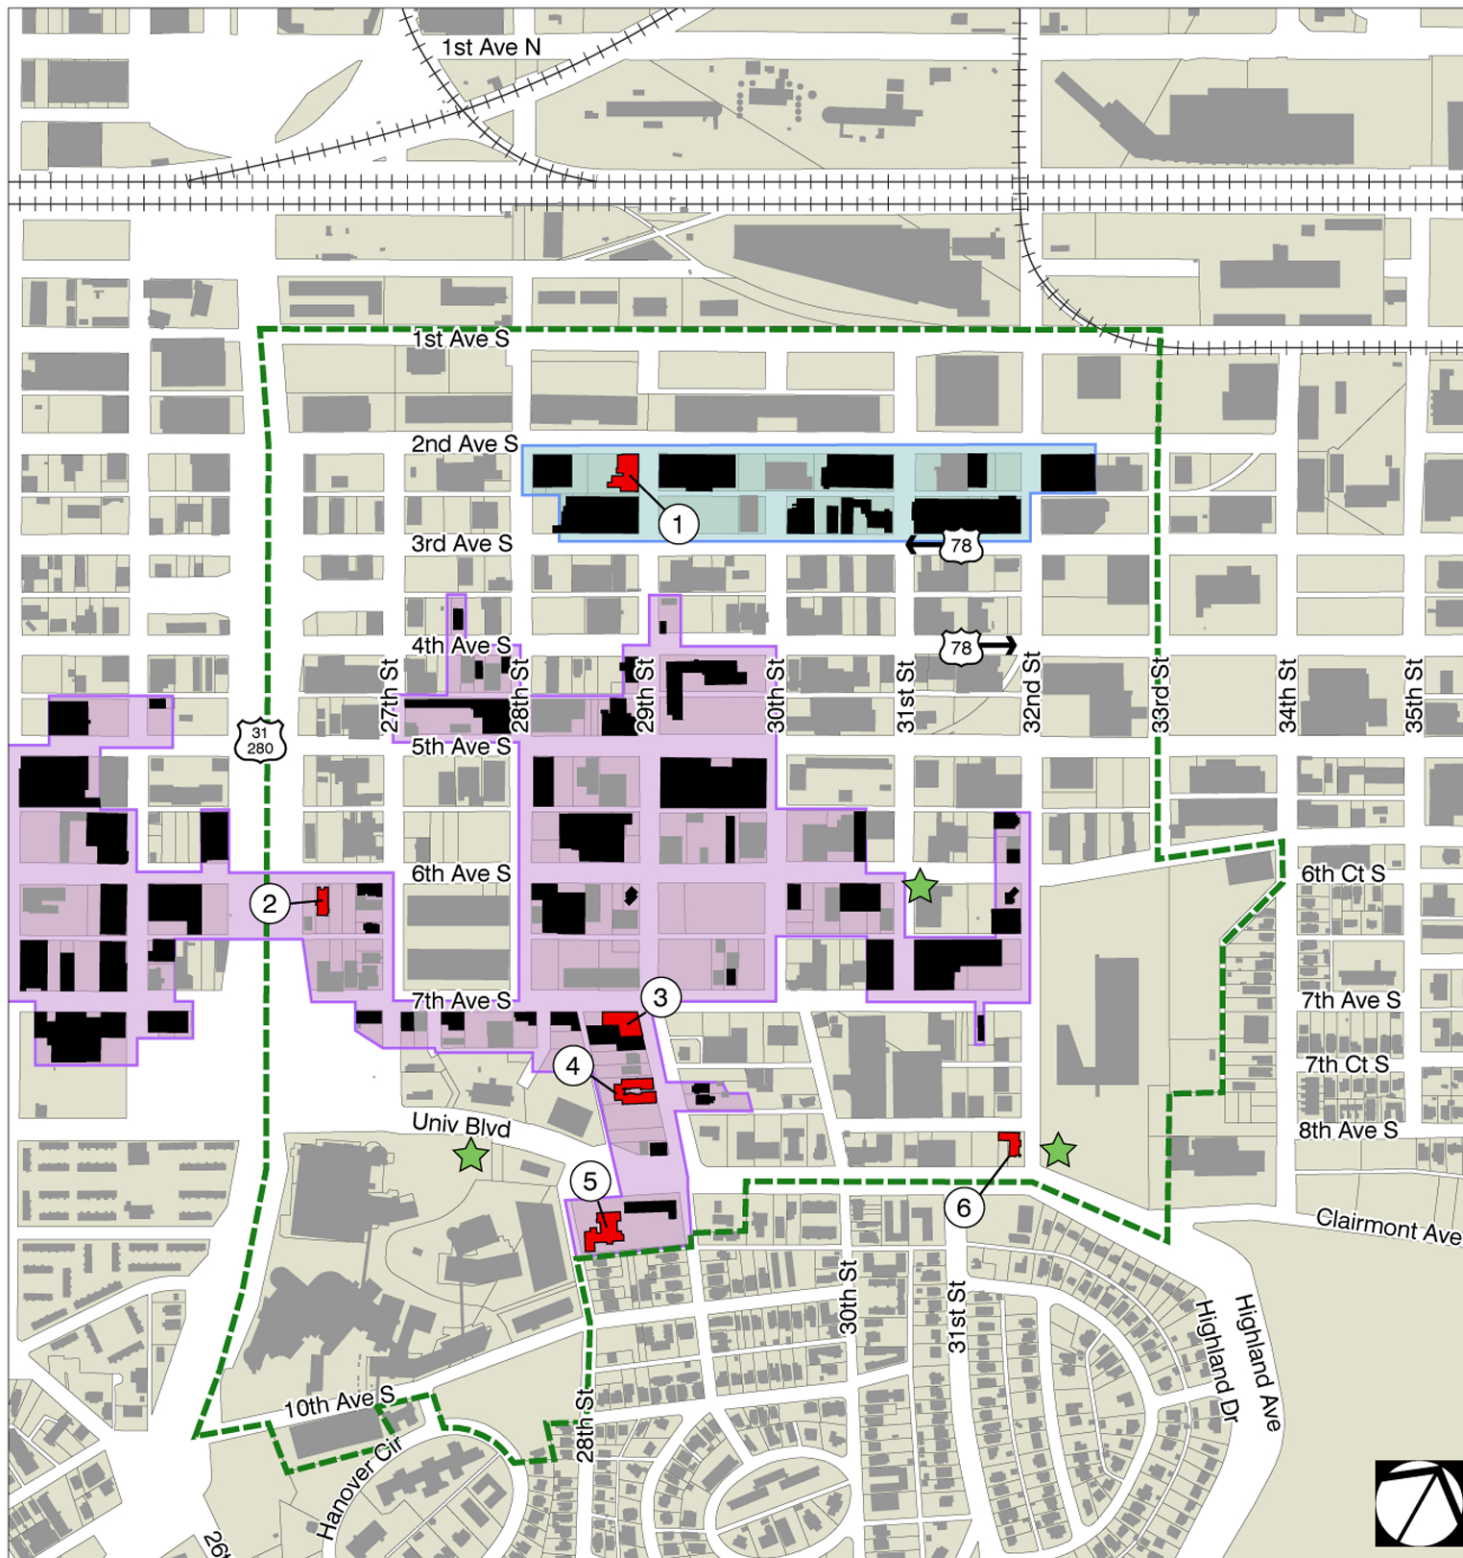 1st Ave N
1st Ave S
2nd Ave S
1
3rd Ave S
78
4th Ave S
78
27th St
28th St
29th St
30th St
31st St
32nd St
33rd St
34th St
35th St
31
280
5th Ave S
6th Ave S
6th Ct S
2
7th Ave S
3
7th Ave S
4
7th Ct S
Univ Blvd
8th Ave S
5
6
Clairmont Ave
30th St
31st St
Highland Dr
Highland Ave
10th Ave S
28th St
Hanover Cir